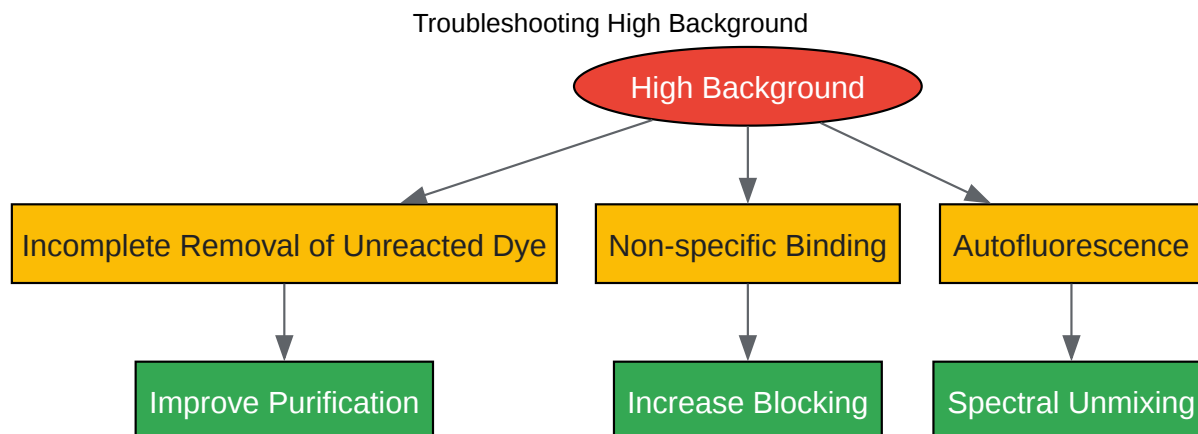 Troubleshooting High Background
High Background
Incomplete Removal of Unreacted Dye
Non-specific Binding
Autofluorescence
Improve Purification
Increase Blocking
Spectral Unmixing